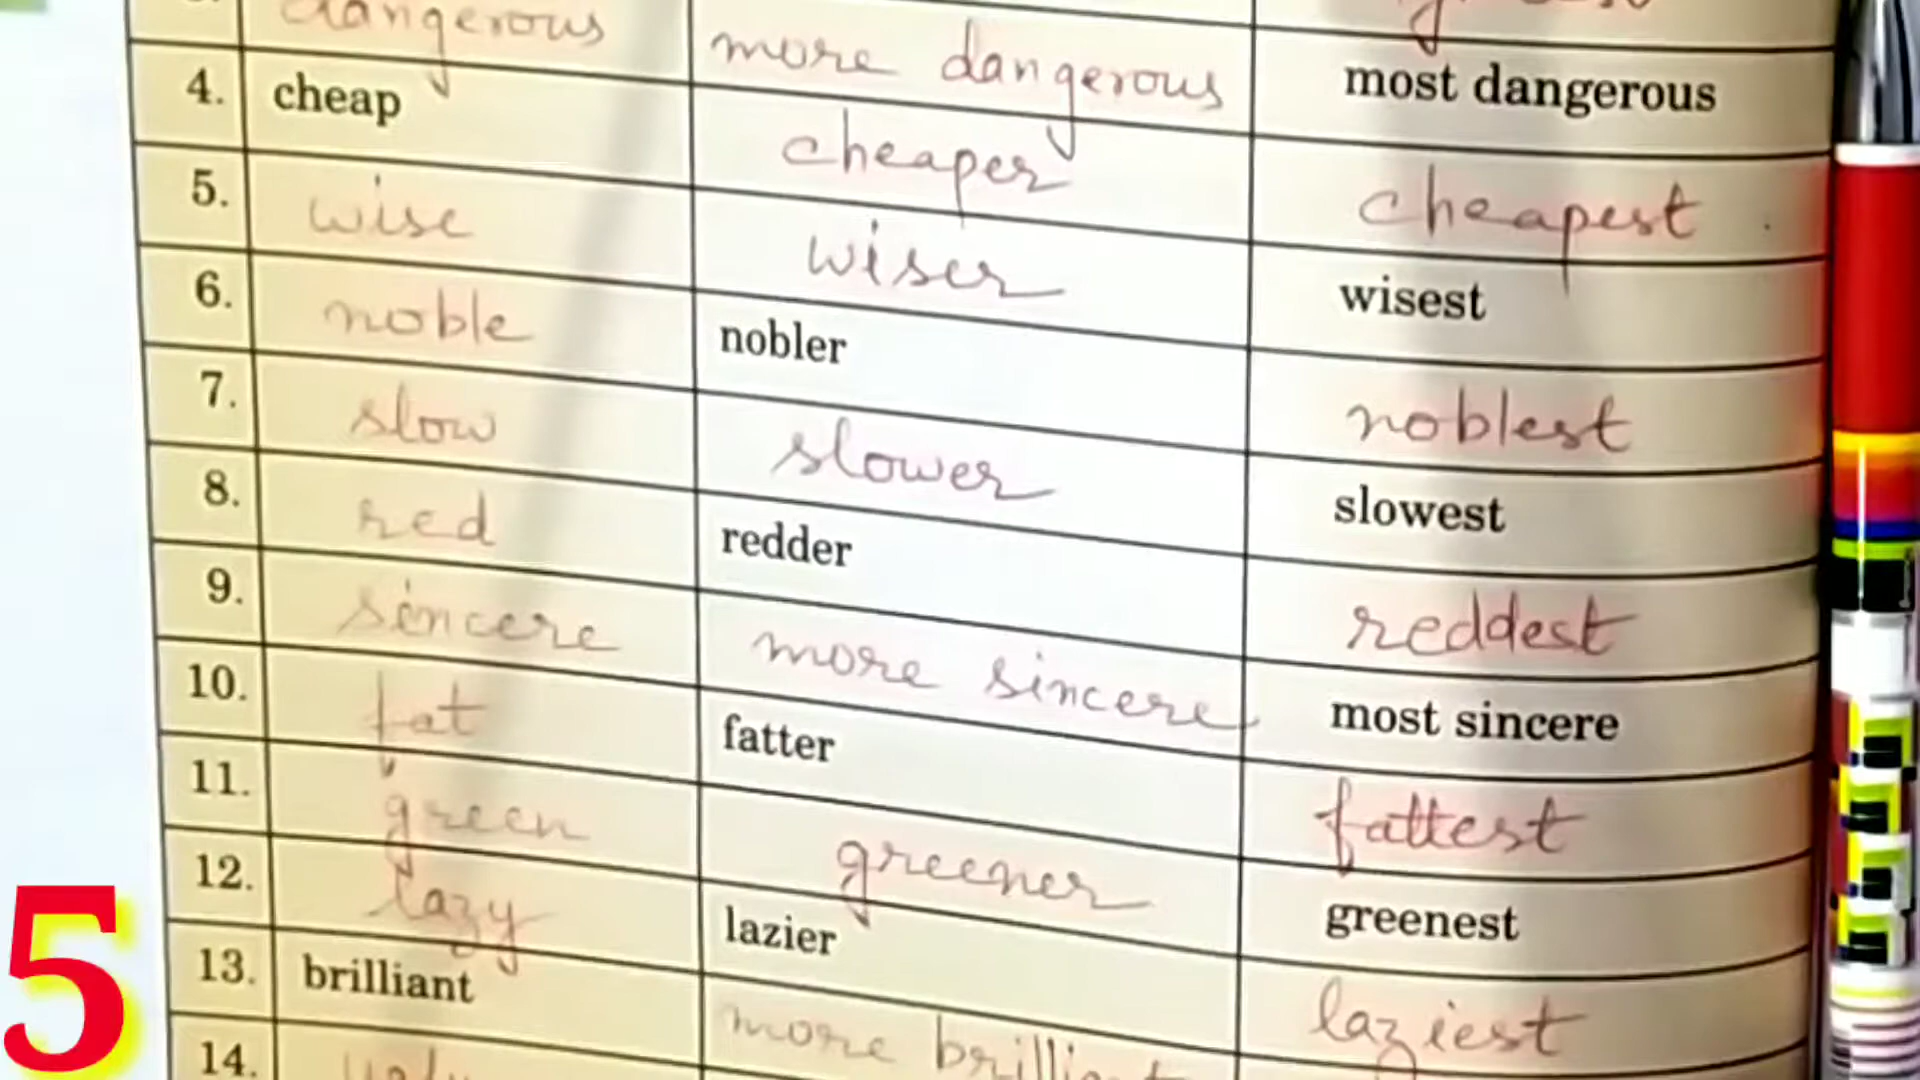 dangerous more dangerous most dangerous
4. cheap cheaper cheapest
5. wise wiser wisest
6. noble nobler noblest
7. slow slower slowest
8. red redder reddest
9. sincere more sincere most sincere
10. fat fatter fattest
11. green greener greenest
12. lazy lazier laziest
13. brilliant more brilliant
14.
5